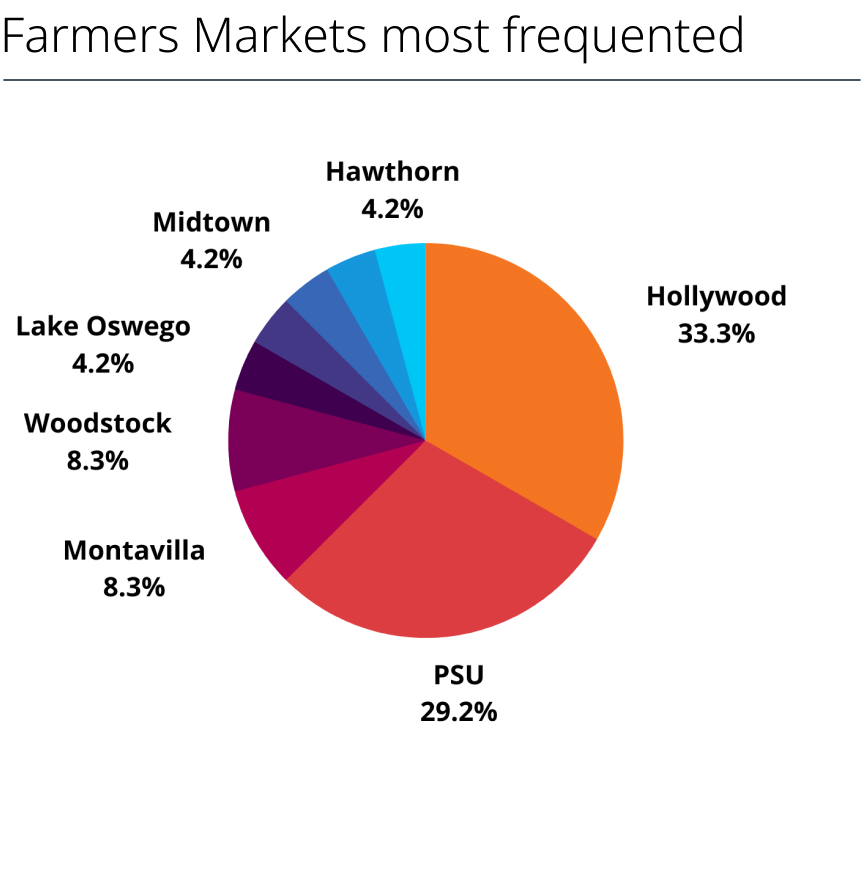 Farmers Markets most frequented
Hawthorn
4.2%
Midtown
4.2%
Hollywood
33.3%
Lake Oswego
4.2%
Woodstock
8.3%
Montavilla
8.3%
PSU
29.2%